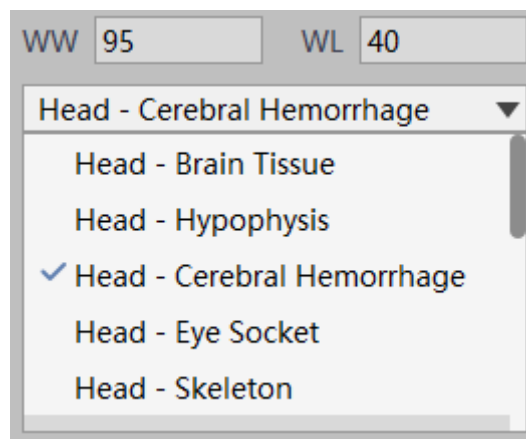 WW 95 WL 40
Head - Cerebral Hemorrhage
Head - Brain Tissue
Head - Hypophysis
Head - Cerebral Hemorrhage
Head - Eye Socket
Head - Skeleton